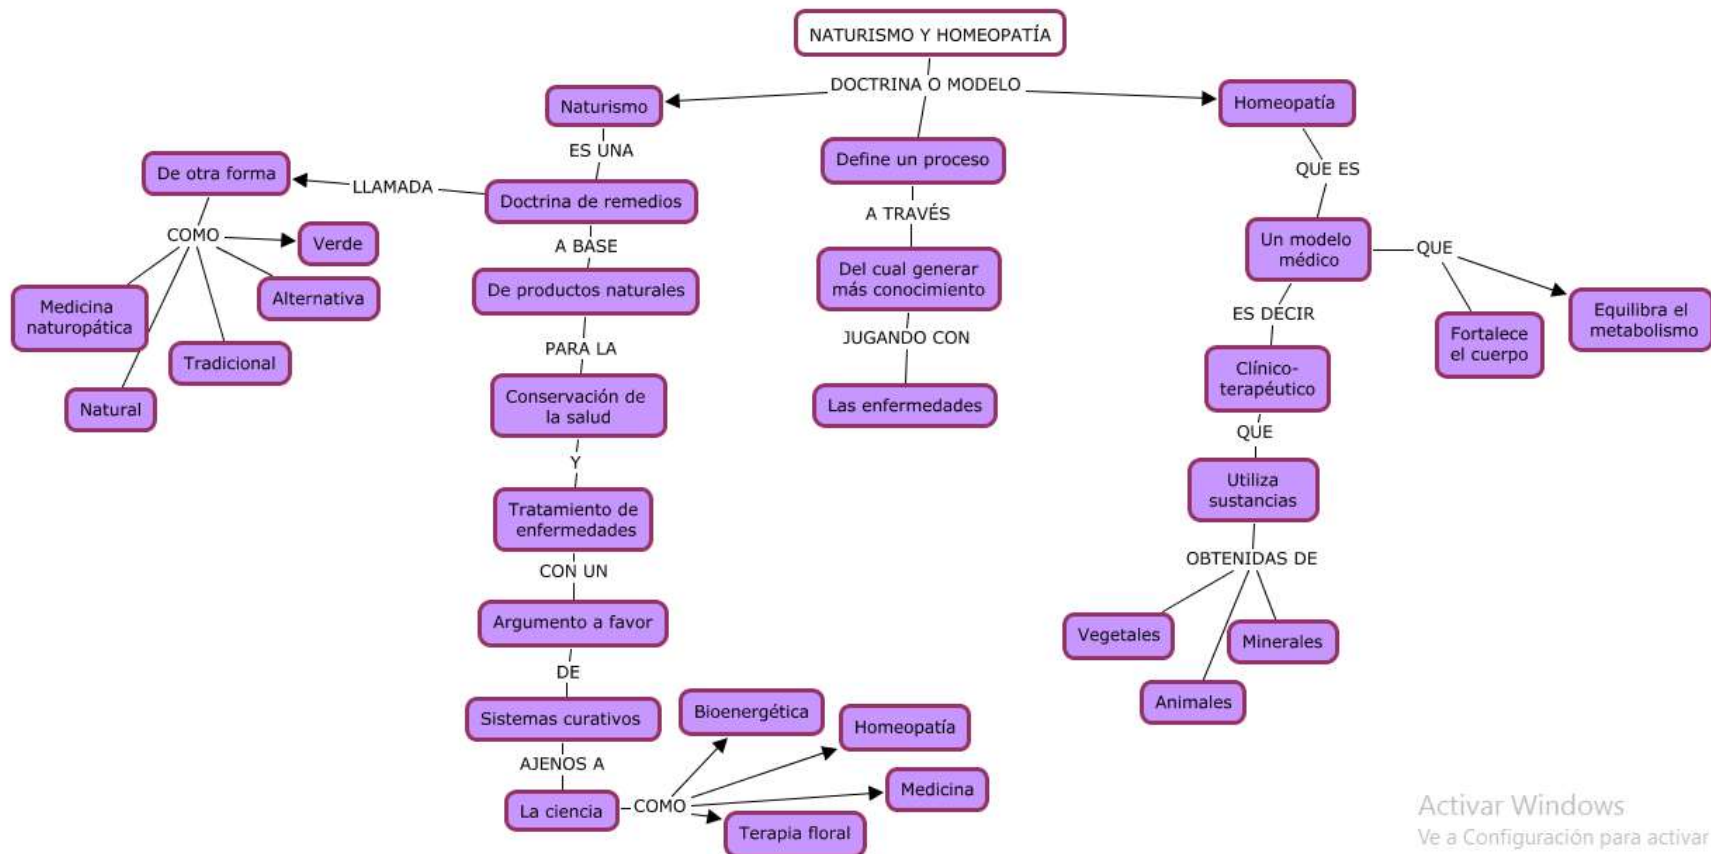 NATURISMO Y HOMEOPATÍA
DOCTRINA O MODELO
Naturismo
ES UNA
Doctrina de remedios
LLAMADA
De otra forma
COMO
Verde
Alternativa
Medicina
naturopática
Tradicional
Natural
A BASE
De productos naturales
PARA LA
Conservación de
la salud
Y
Tratamiento de
enfermedades
CON UN
Argumento a favor
DE
Sistemas curativos
AJENOS A
La ciencia
COMO
Bioenergética
Homeopatía
Medicina
Terapia floral
Define un proceso
A TRAVÉS
Del cual generar
más conocimiento
JUGANDO CON
Las enfermedades
Homeopatía
QUE ES
Un modelo
médico
QUE
Fortalece
el cuerpo
Equilibra el
metabolismo
ES DECIR
Clínico-
terapéutico
QUE
Utiliza
sustancias
OBTENIDAS DE
Vegetales
Animales
Minerales
Activar Windows
Ve a Configuración para activar